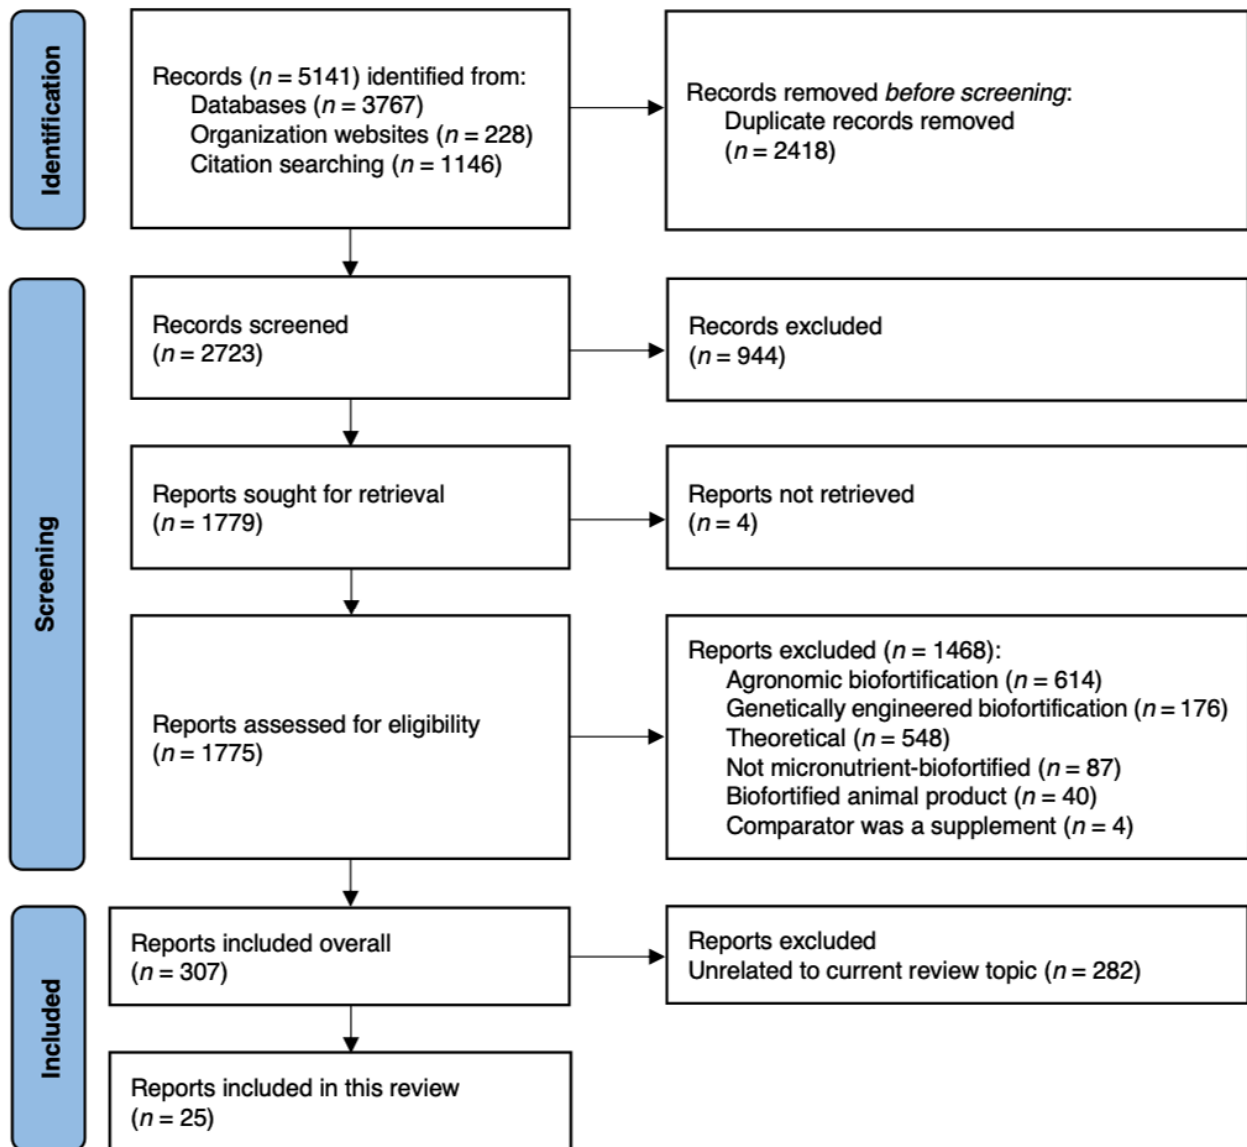 Identification
Records (n = 5141) identified from:
Databases (n = 3767)
Organization websites (n = 228)
Citation searching (n = 1146)
Records removed before screening:
Duplicate records removed
(n = 2418)
Screening
Records screened
(n = 2723)
Records excluded
(n = 944)
Reports sought for retrieval
(n = 1779)
Reports not retrieved
(n = 4)
Reports assessed for eligibility
(n = 1775)
Reports excluded (n = 1468):
Agronomic biofortification (n = 614)
Genetically engineered biofortification (n = 176)
Theoretical (n = 548)
Not micronutrient-biofortified (n = 87)
Biofortified animal product (n = 40)
Comparator was a supplement (n = 4)
Included
Reports included overall
(n = 307)
Reports excluded
Unrelated to current review topic (n = 282)
Reports included in this review
(n = 25)